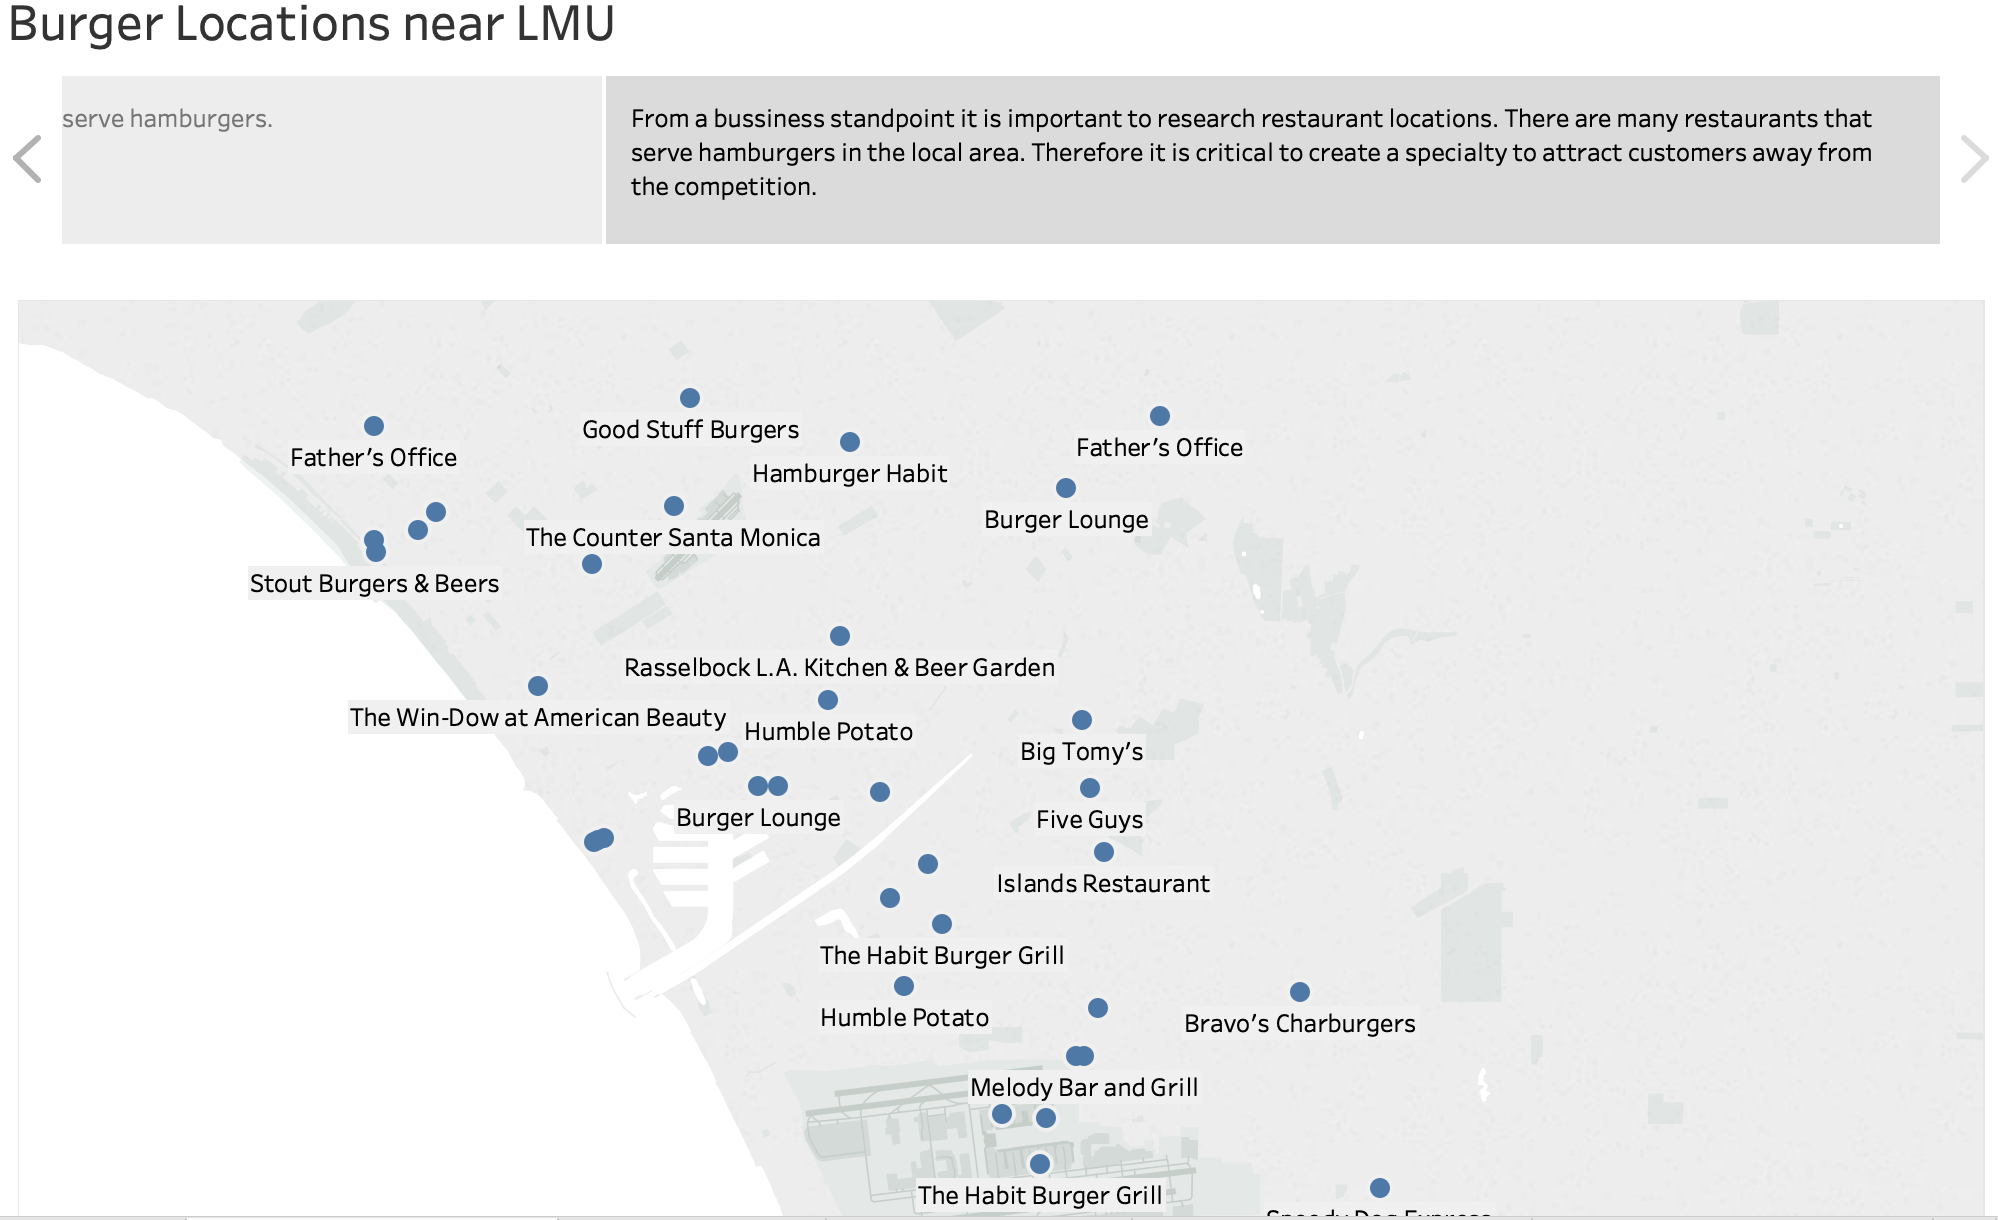 Burger Locations near LMU
serve hamburgers.
From a bussiness standpoint it is important to research restaurant locations. There are many restaurants that
serve hamburgers in the local area. Therefore it is critical to create a specialty to attract customers away from
the competition.
Good Stuff Burgers
Father's Office
Father's Office
Hamburger Habit
Burger Lounge
The Counter Santa Monica
Stout Burgers & Beers
Rasselbock L.A. Kitchen & Beer Garden
The Win-Dow at American Beauty
Humble Potato
Big Tomy's
Burger Lounge
Five Guys
Islands Restaurant
The Habit Burger Grill
Humble Potato
Bravo's Charburgers
Melody Bar and Grill
The Habit Burger Grill
Speedy Dog Express